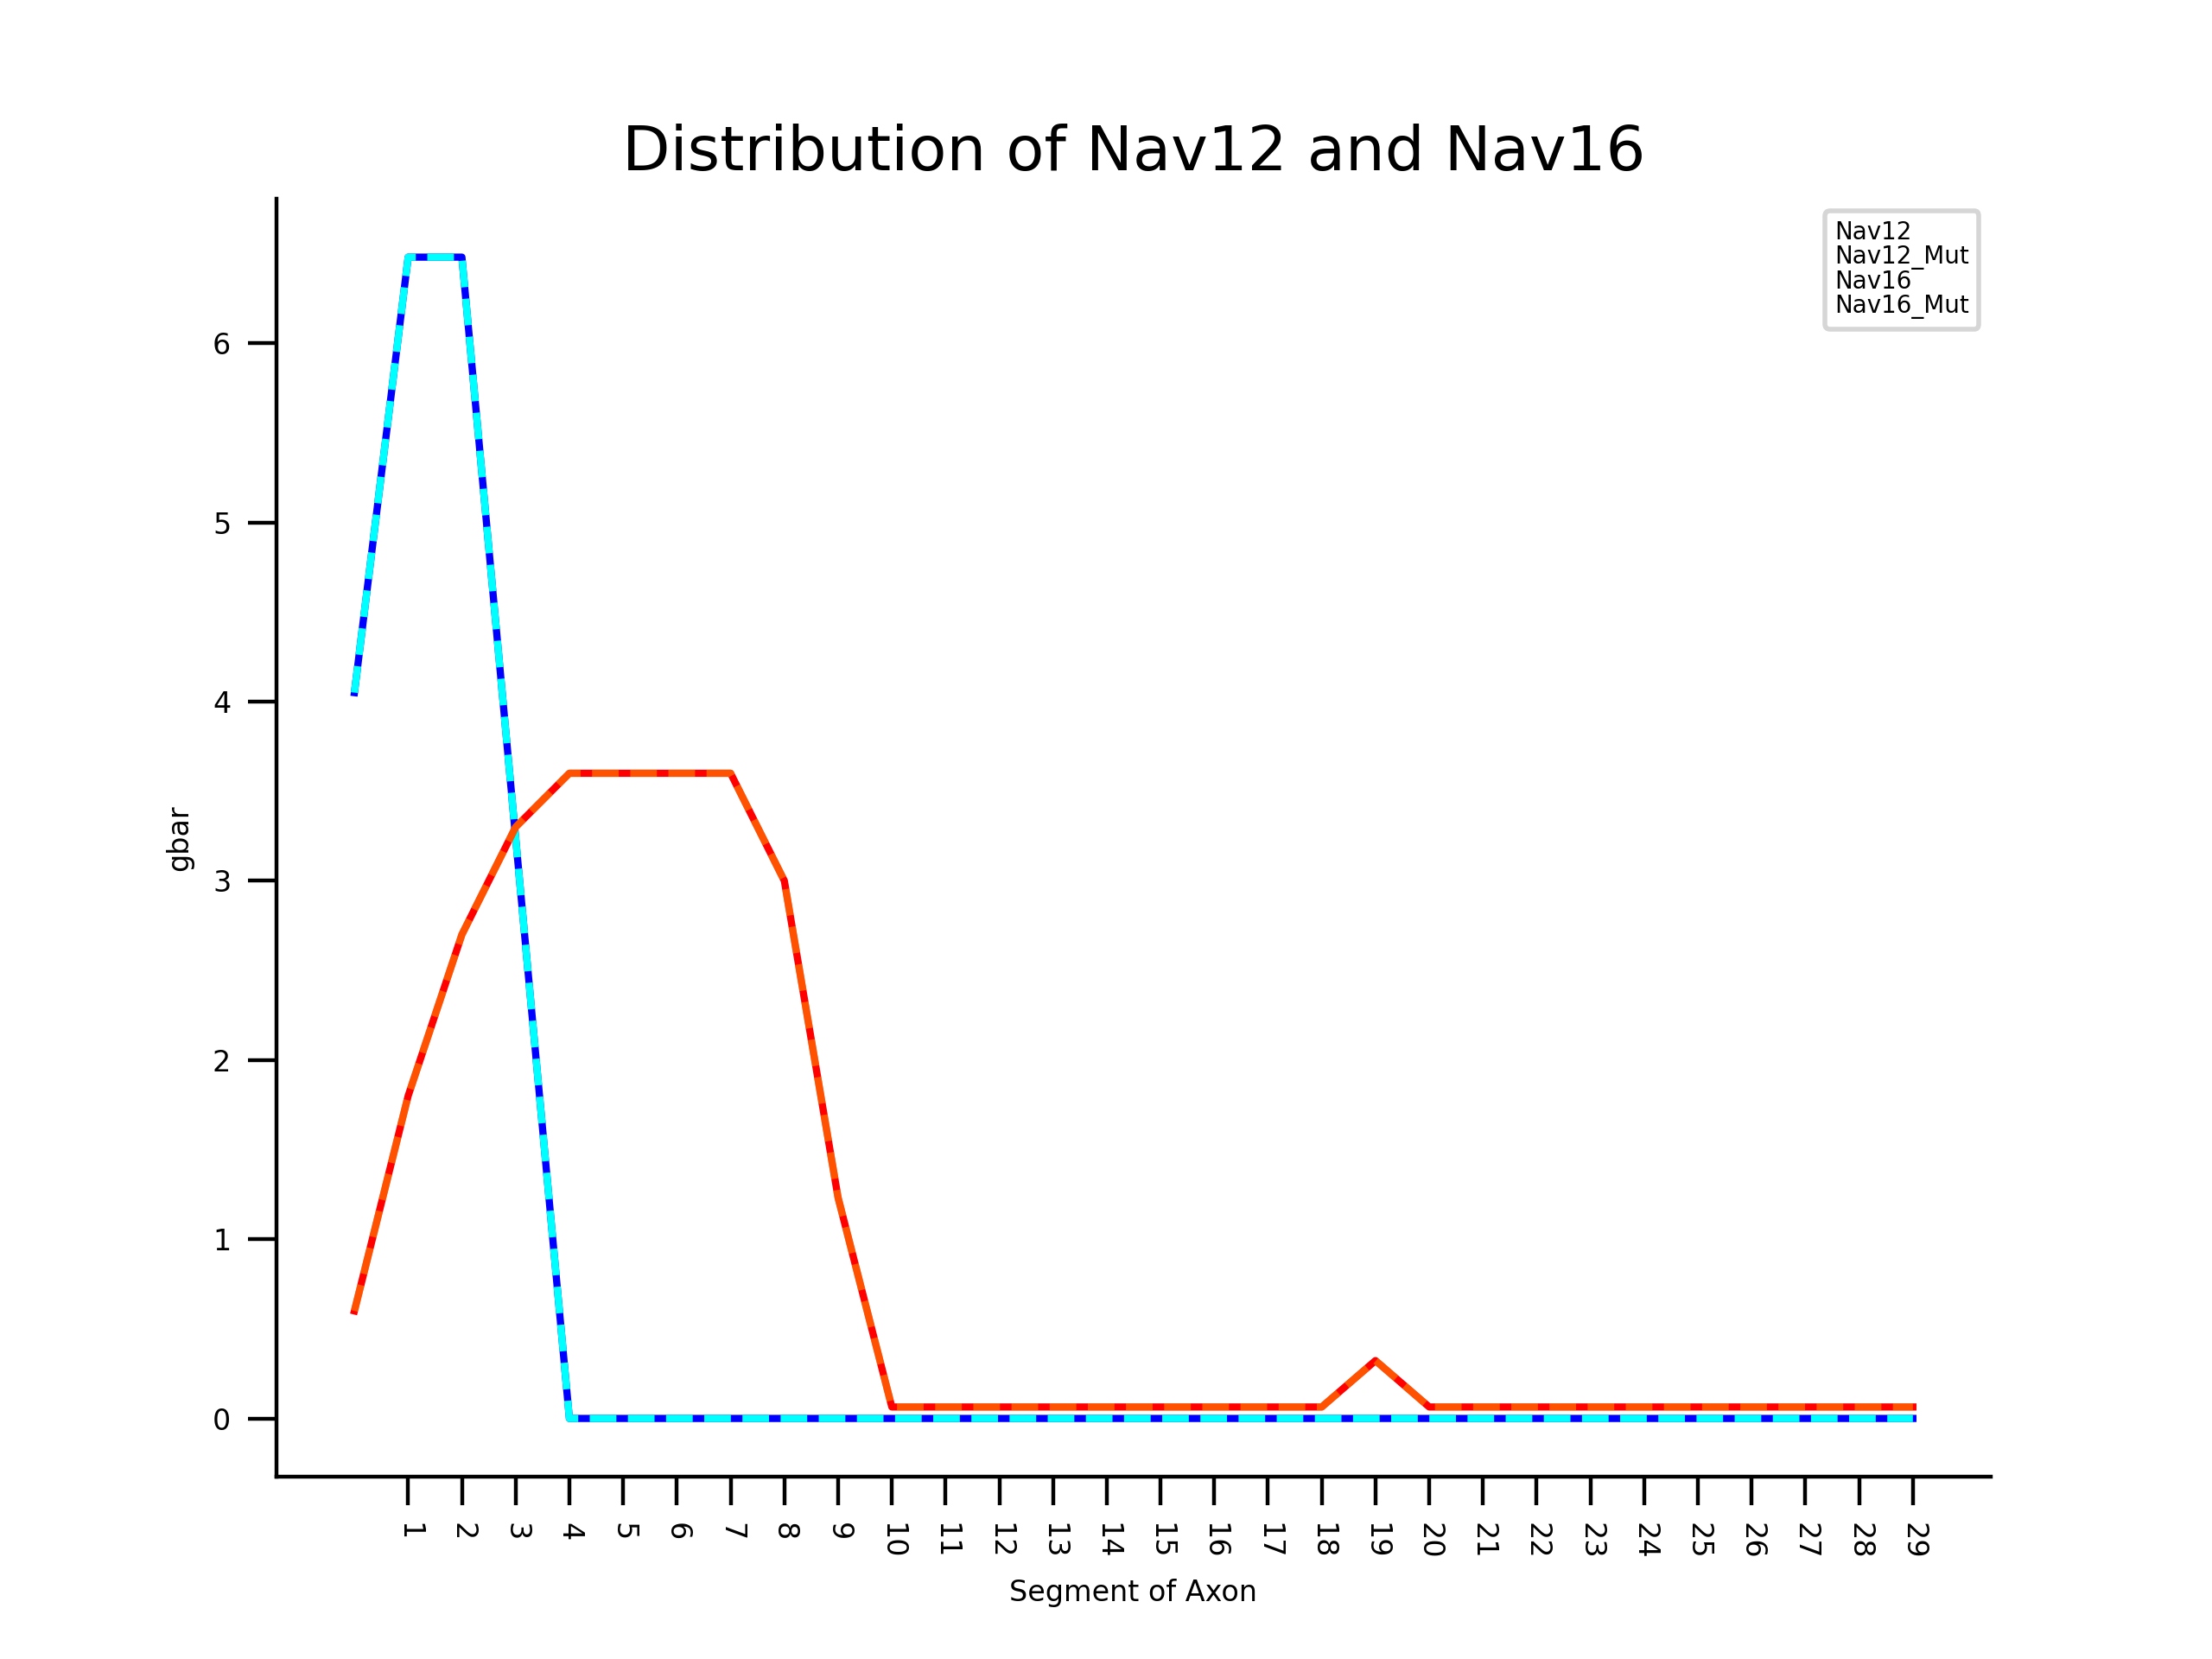 Distribution of Nav12 and Nav16
Nav12
Nav12_Mut
Nav16
Nav16_Mut
6
5
4
3
2
1
0
gbar
1 2 3 4 5 6 7 8 9 10 11 12 13 14 15 16 17 18 19 20 21 22 23 24 25 26 27 28 29
Segment of Axon